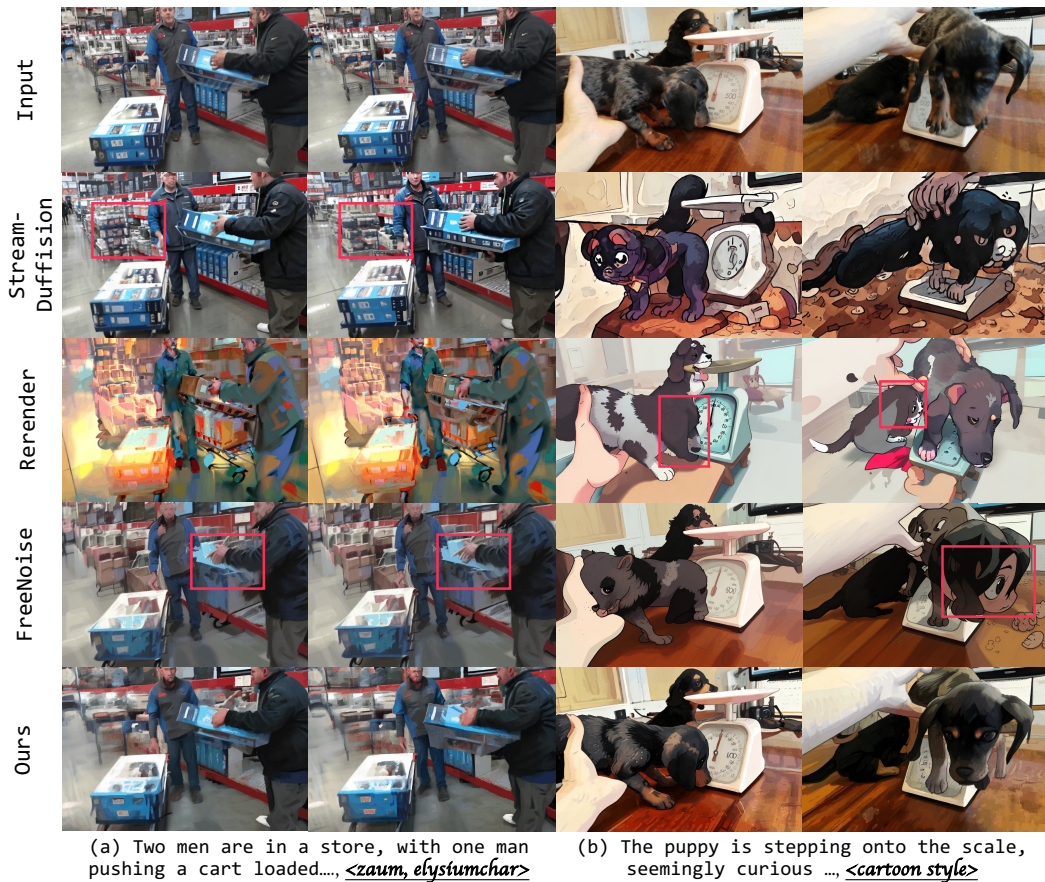 Input
Stream-
Duffision
Rerender
FreeNoise
Ours
(a) Two men are in a store, with one man
pushing a cart loaded…., <zaum, elysiumchar>
(b) The puppy is stepping onto the scale,
seemingly curious …, <cartoon style>